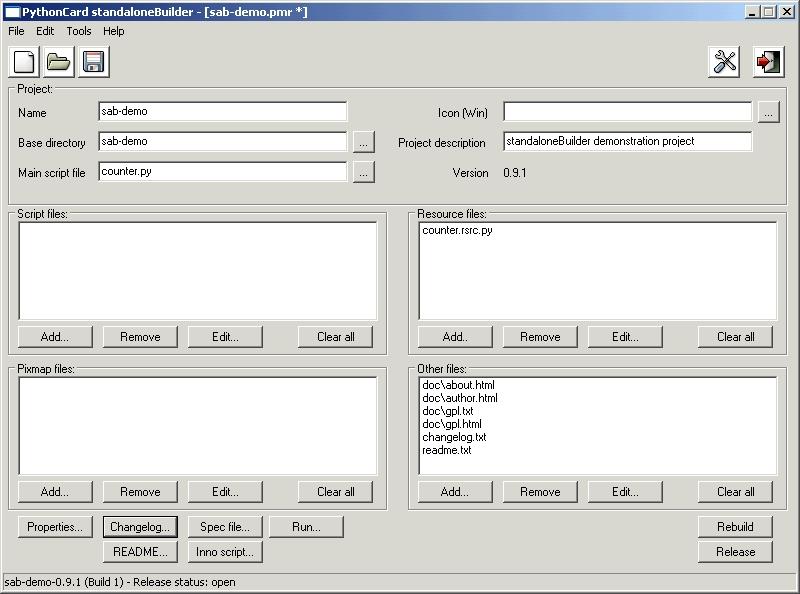 PythonCard standaloneBuilder - [sab-demo.pmr *]
File Edit Tools Help
Project:
Name sab-demo Icon (Win) ...
Base directory sab-demo ... Project description standaloneBuilder demonstration project
Main script file counter.py ... Version 0.9.1
Script files: Resource files:
counter.rsrc.py
Add... Remove Edit... Clear all Add.. Remove Edit... Clear all
Pixmap files: Other files:
doc\about.html
doc\author.html
doc\gpl.txt
doc\gpl.html
changelog.txt
readme.txt
Add... Remove Edit... Clear all Add... Remove Edit... Clear all
Properties... Changelog... Spec file... Run... Rebuild
README... Inno script... Release
sab-demo-0.9.1 (Build 1) - Release status: open